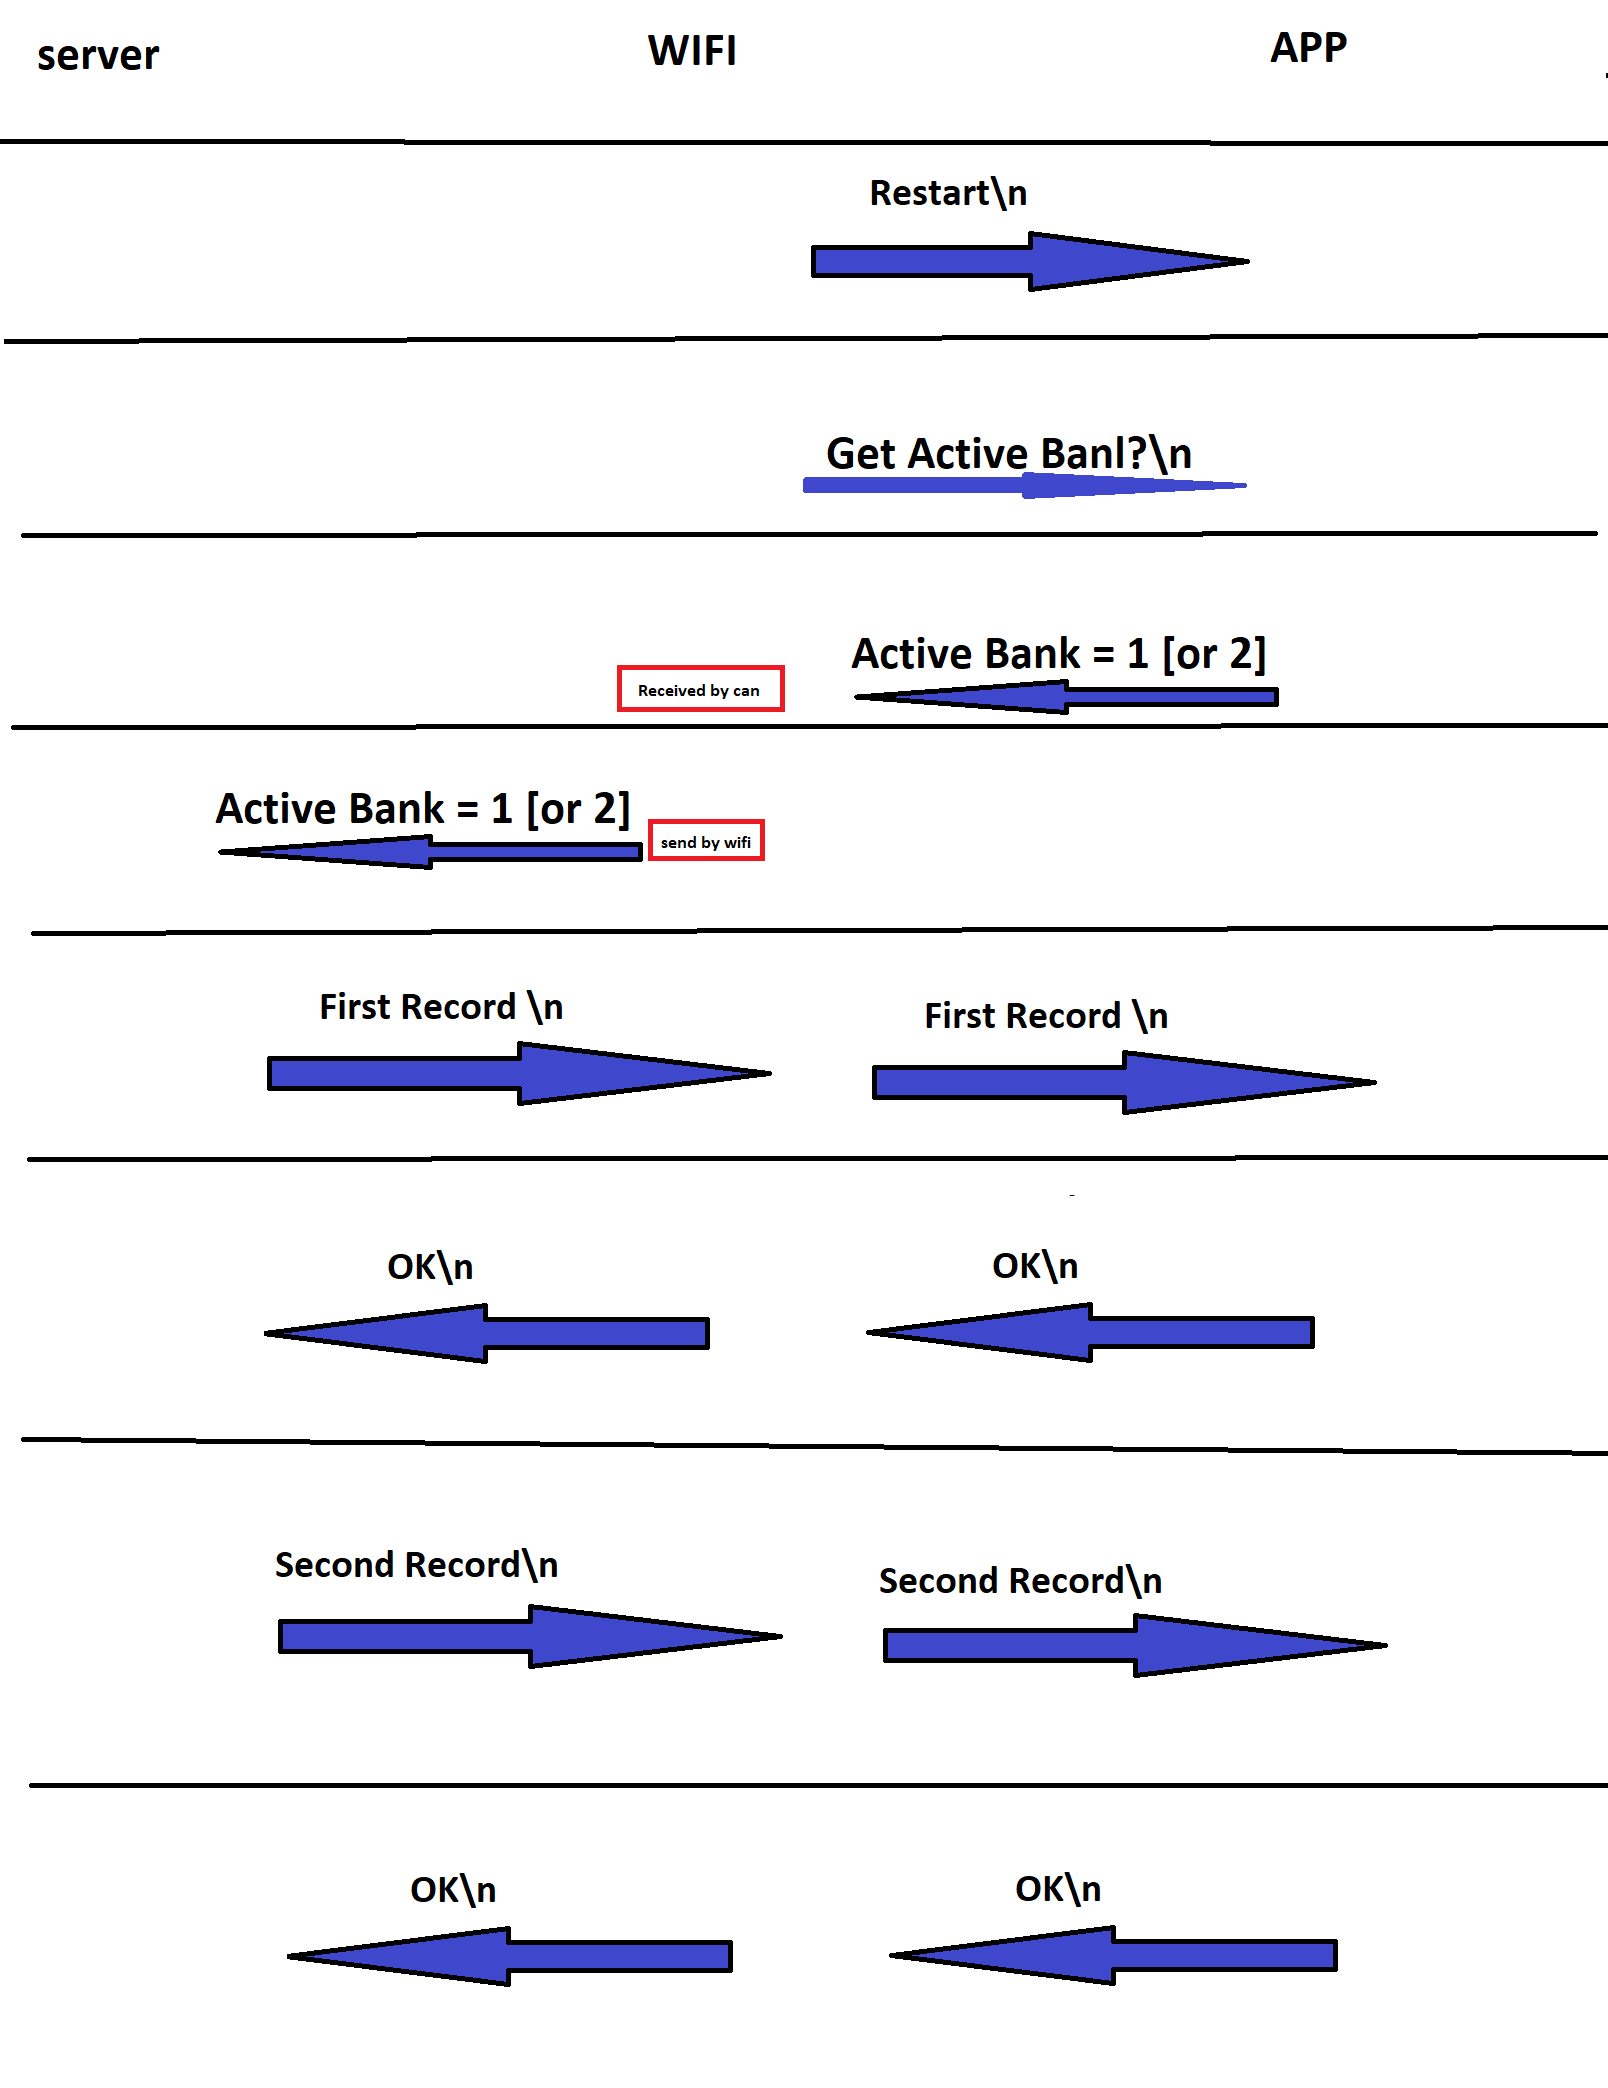 server
WIFI
APP
Restart\n
Get Active Banl?\n
Active Bank = 1 [or 2]
Received by can
Active Bank = 1 [or 2]
send by wifi
First Record \n
First Record \n
OK\n
OK\n
Second Record\n
Second Record\n
OK\n
OK\n